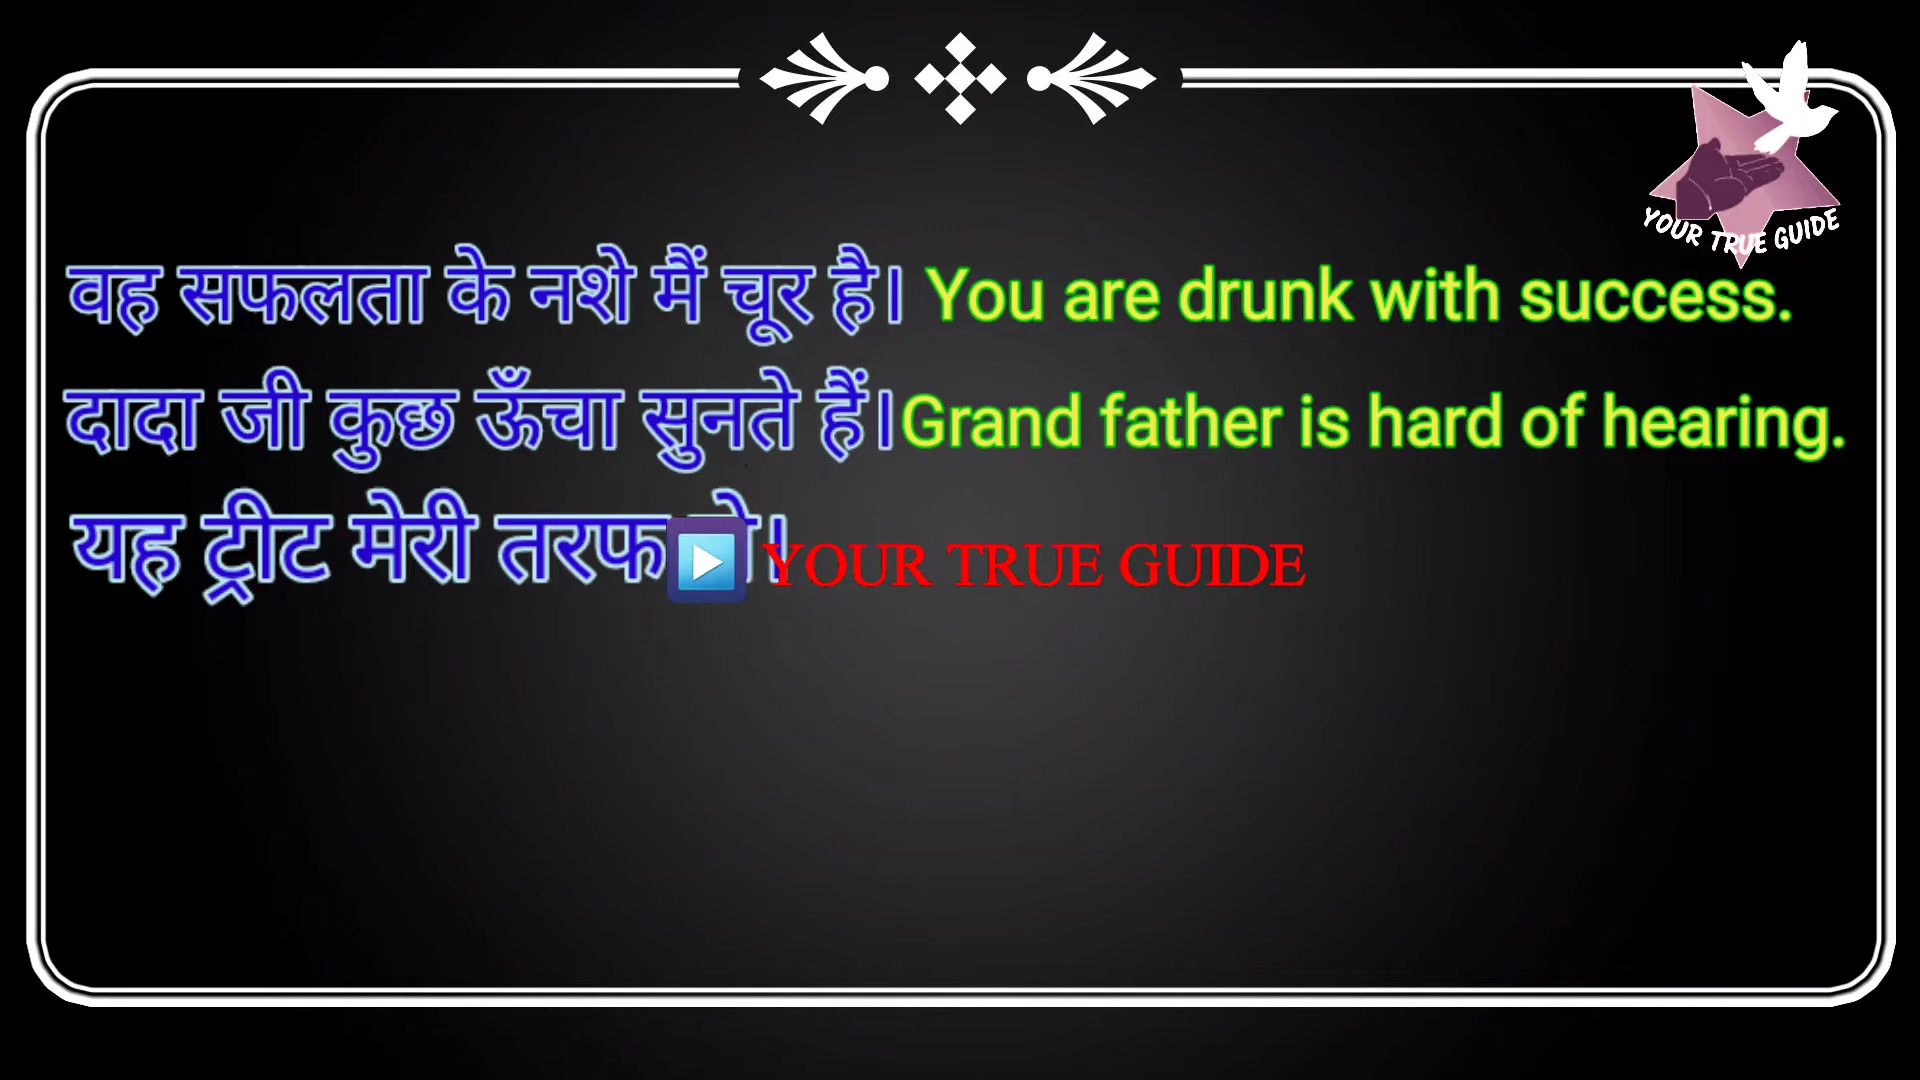 YOUR TRUE GUIDE
वह सफलता के नशे मैं चूर है। You are drunk with success.
दादा जी कुछ ऊँचा सुनते हैं।Grand father is hard of hearing.
यह ट्रीट मेरी तरफ
YOUR TRUE GUIDE